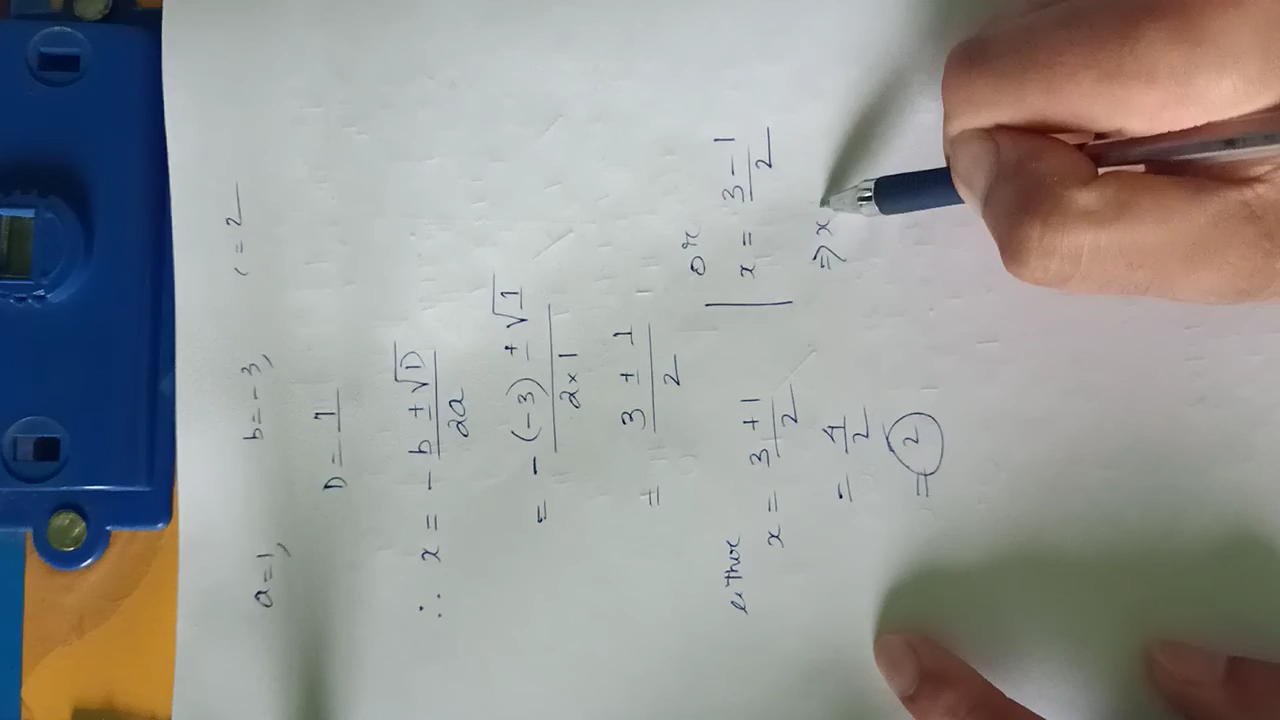 a=1, b=-3, c=2
D=1
∴ x = -b ± √D / 2a
= -(-3) ± √1 / 2×1
= 3 ± 1 / 2
either x = 3+1 / 2 | or x = 3-1 / 2
= 4/2 ⇒ x
= 2